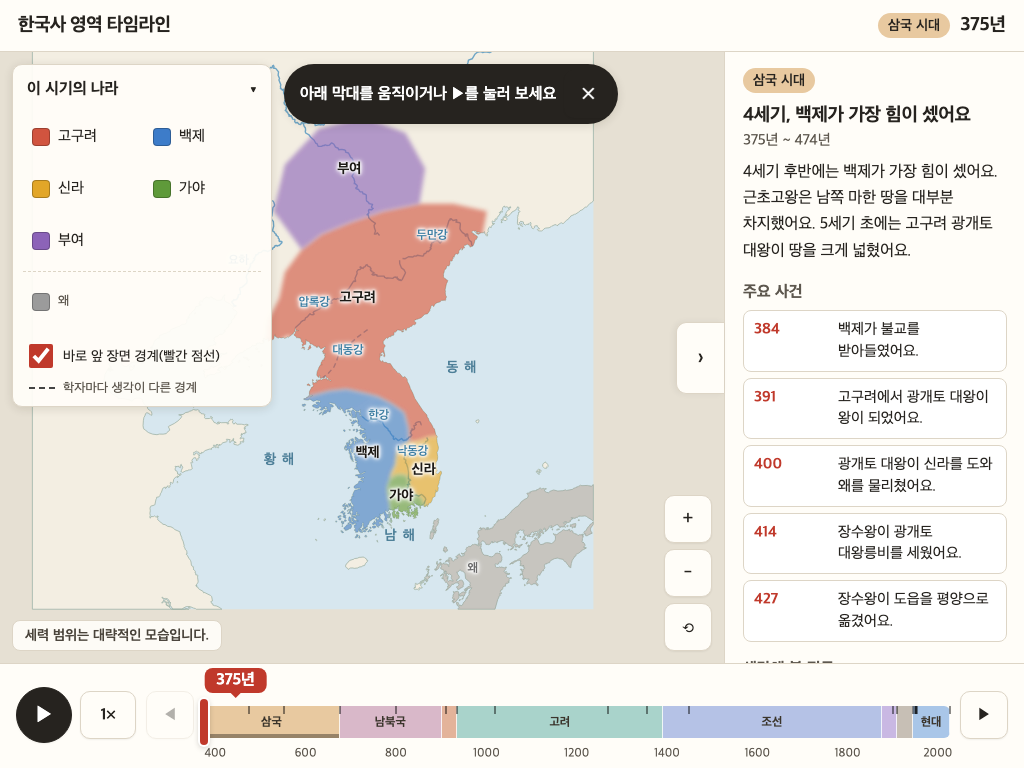 한국사 영역 타임라인
삼국 시대 375년
이 시기의 나라 ▼
고구려 백제
신라 가야
부여
왜
바로 앞 장면 경계(빨간 점선)
학자마다 생각이 다른 경계
아래 막대를 움직이거나 ▶를 눌러 보세요 ✕
부여
두만강
압록강 고구려
대동강
동 해
한강
백제 낙동강
신라
황 해
가야
남 해
왜
›
+
−
⟲
세력 범위는 대략적인 모습입니다.
삼국 시대
4세기, 백제가 가장 힘이 셌어요
375년 ~ 474년
4세기 후반에는 백제가 가장 힘이 셌어요.
근초고왕은 남쪽 마한 땅을 대부분
차지했어요. 5세기 초에는 고구려 광개토
대왕이 땅을 크게 넓혔어요.
주요 사건
384 백제가 불교를
받아들였어요.
391 고구려에서 광개토 대왕이
왕이 되었어요.
400 광개토 대왕이 신라를 도와
왜를 물리쳤어요.
414 장수왕이 광개토
대왕릉비를 세웠어요.
427 장수왕이 도읍을 평양으로
옮겼어요.
375년
1×
삼국 남북국 고려 조선 현대
400 600 800 1000 1200 1400 1600 1800 2000